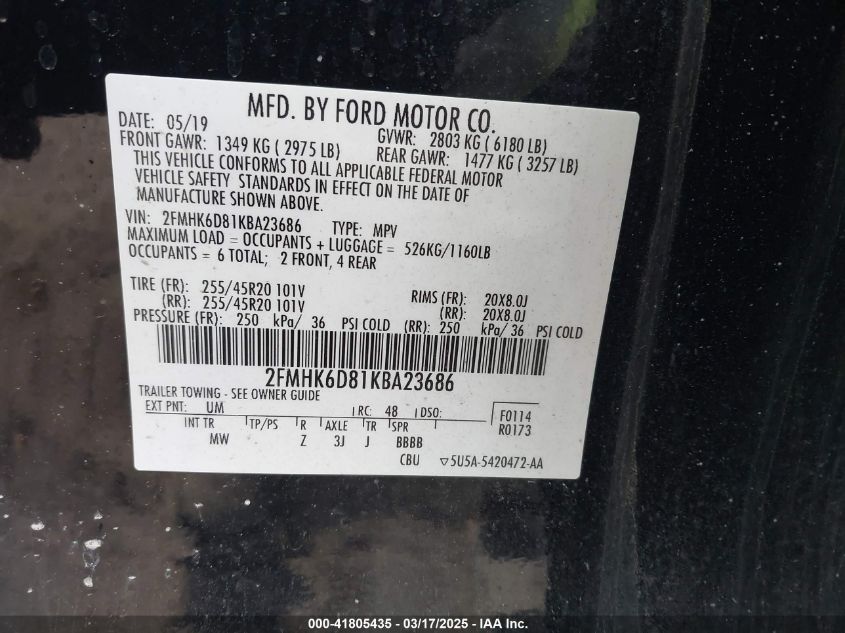 MFD. BY FORD MOTOR CO.
DATE: 05/19 GVWR: 2803 KG ( 6180 LB)
FRONT GAWR: 1349 KG ( 2975 LB) REAR GAWR: 1477 KG ( 3257 LB)
THIS VEHICLE CONFORMS TO ALL APPLICABLE FEDERAL MOTOR
VEHICLE SAFETY STANDARDS IN EFFECT ON THE DATE OF
MANUFACTURE SHOWN ABOVE.
VIN: 2FMHK6D81KBA23686 TYPE: MPV
MAXIMUM LOAD = OCCUPANTS + LUGGAGE = 526KG/1160LB
OCCUPANTS = 6 TOTAL; 2 FRONT, 4 REAR
TIRE (FR): 255/45R20 101V RIMS (FR): 20X8.0J
(RR): 255/45R20 101V (RR): 20X8.0J
PRESSURE (FR): 250 kPa/ 36 PSI COLD (RR): 250 kPa/ 36 PSI COLD
2FMHK6D81KBA23686
TRAILER TOWING - SEE OWNER GUIDE
EXT PNT: UM RC: 48 DSO: F0114
INT TR TP/PS R AXLE TR SPR R0173
MW Z 3J J BBBB
CBU ▽5U5A-5420472-AA
000-41805435 - 03/17/2025 - IAA Inc.